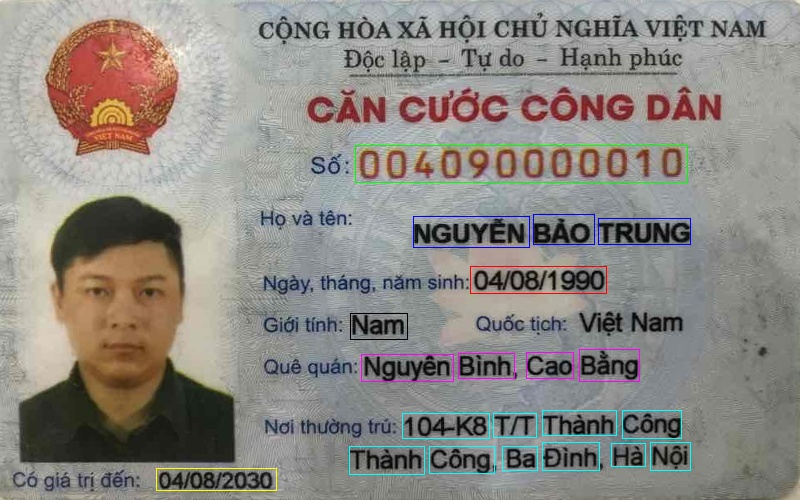 CỘNG HÒA XÃ HỘI CHỦ NGHĨA VIỆT NAM
Độc lập – Tự do – Hạnh phúc
CĂN CƯỚC CÔNG DÂN
Số: 004090000010
Họ và tên: NGUYỄN BẢO TRUNG
Ngày, tháng, năm sinh: 04/08/1990
Giới tính: Nam Quốc tịch: Việt Nam
Quê quán: Nguyên Bình, Cao Bằng
Nơi thường trú: 104-K8 T/T Thành Công
Thành Công, Ba Đình, Hà Nội
Có giá trị đến: 04/08/2030
VIỆT NAM